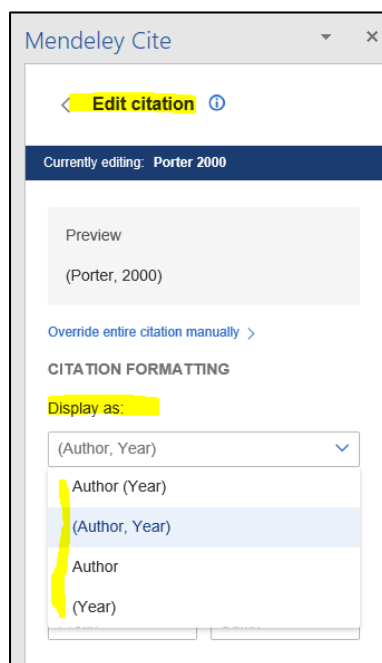 Mendeley Cite
Edit citation
Currently editing: Porter 2000
Preview
(Porter, 2000)
Override entire citation manually >
CITATION FORMATTING
Display as:
(Author, Year)
Author (Year)
(Author, Year)
Author
(Year)